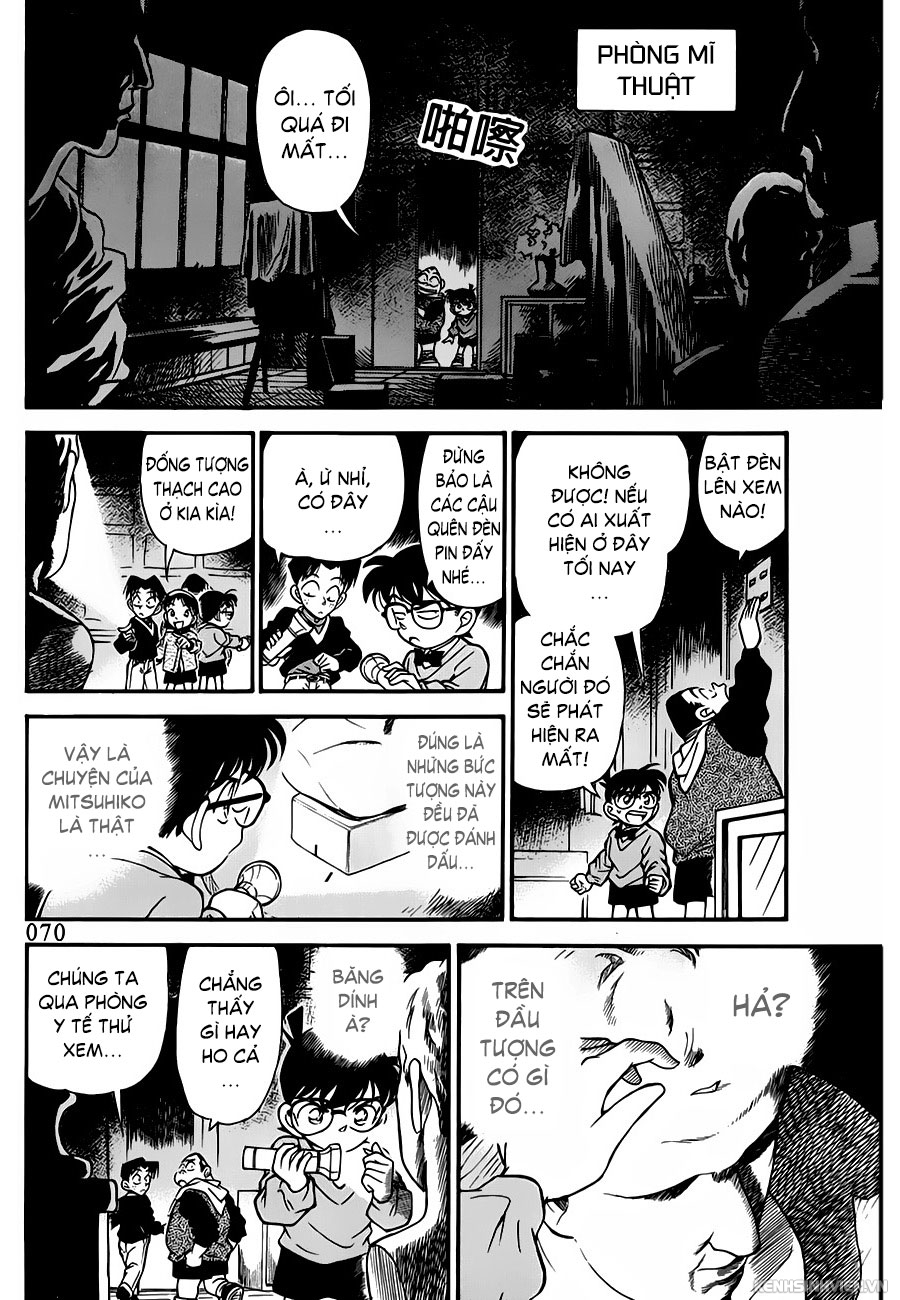 PHÒNG MĨ
THUẬT
啪嚓
ÔI... TỐI
QUÁ ĐI
MẤT...
BẬT ĐÈN
LÊN XEM
NÀO!
KHÔNG
ĐƯỢC! NẾU
CÓ AI XUẤT
HIỆN Ở ĐÂY
TỐI NAY
...
CHẮC
CHẮN
NGƯỜI ĐÓ
SẼ PHÁT
HIỆN RA
MẤT!
ĐỪNG
BẢO LÀ
CÁC CẬU
QUÊN ĐÈN
PIN ĐẤY
NHÉ...
À, Ừ NHỈ,
CÓ ĐÂY
...
ĐỐNG TƯỢNG
THẠCH CAO
Ở KIA KÌA!
ĐÚNG LÀ
NHỮNG BỨC
TƯỢNG NÀY
ĐỀU ĐÃ
ĐƯỢC ĐÁNH
DẤU...
VẬY LÀ
CHUYỆN CỦA
MITSUHIKO
LÀ THẬT
...
070
HẢ?
TRÊN
ĐẦU
TƯỢNG
CÓ GÌ
ĐÓ...
BĂNG
DÍNH
À?
CHẲNG
THẤY
GÌ HAY
HO CẢ
...
CHÚNG TA
QUA PHÒNG
Y TẾ THỬ
XEM...
KENHSINHVIEN.VN